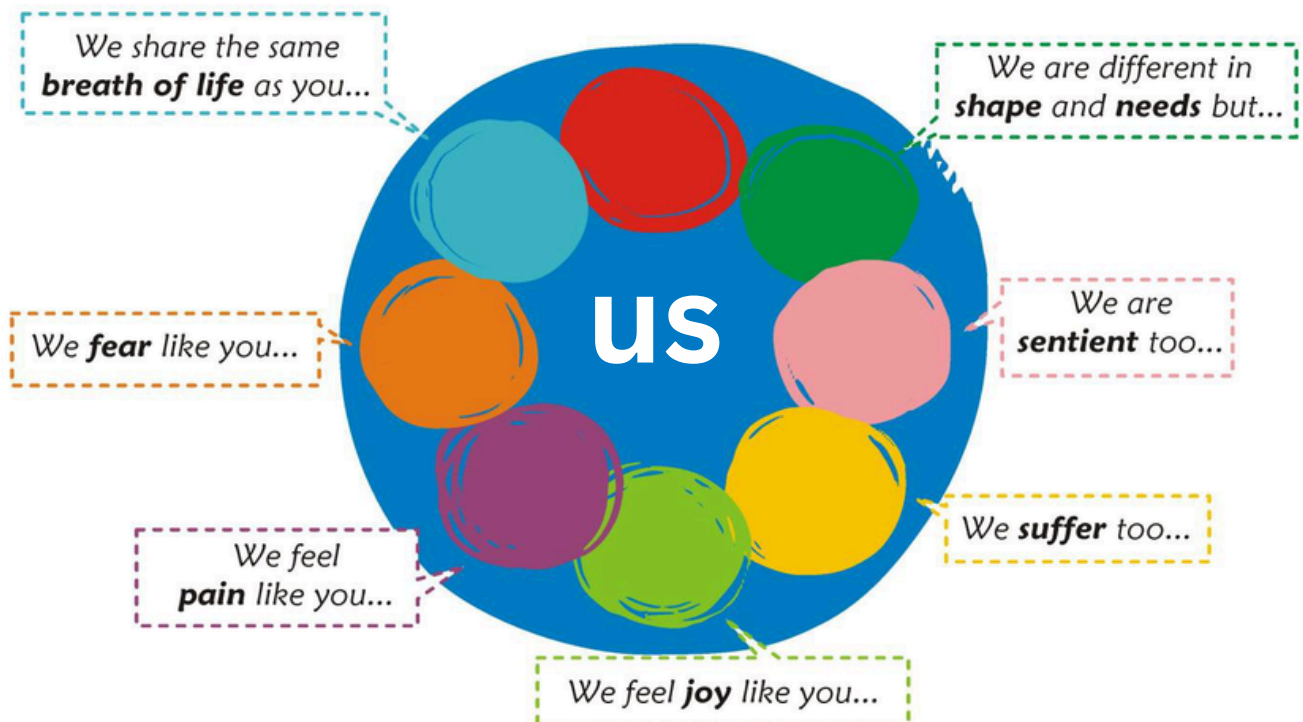 We share the same
breath of life as you...
We are different in
shape and needs but...
us
We fear like you...
We are
sentient too...
We suffer too...
We feel
pain like you...
We feel joy like you...